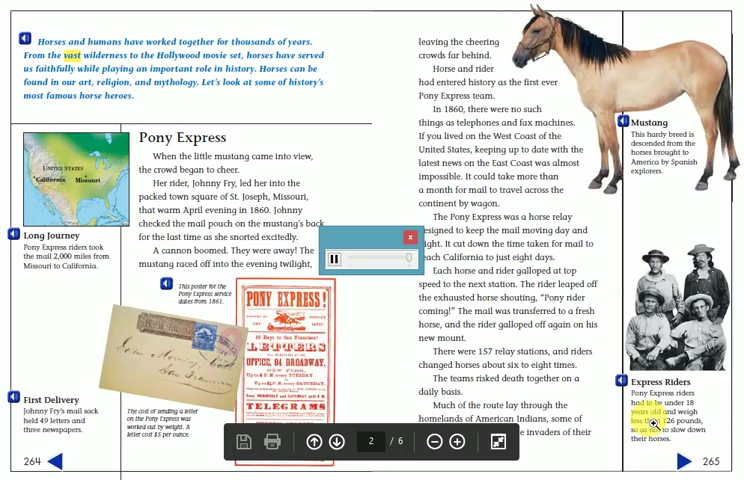 Horses and humans have worked together for thousands of years.
From the vast wilderness to the Hollywood movie set, horses have served
us faithfully while playing an important role in history. Horses can be
found in our art, religion, and mythology. Let's look at some of history's
most famous horse heroes.
UNITED STATES
California
Missouri
Long Journey
Pony Express riders took
the mail 2,000 miles from
Missouri to California.
First Delivery
Johnny Fry's mail sack
held 49 letters and
three newspapers.
264
Pony Express
When the little mustang came into view,
the crowd began to cheer.
Her rider, Johnny Fry, led her into the
packed town square of St. Joseph, Missouri,
that warm April evening in 1860. Johnny
checked the mail pouch on the mustang's back
for the last time as she snorted excitedly.
A cannon boomed. They were away! The
mustang raced off into the evening twilight,
This poster for the
Pony Express service
dates from 1861.
PONY EXPRESS!
10 Days to San Francisco!
LETTERS
OFFICE, 84 BROADWAY,
NEW YORK,
Up to 4 P. M. every TUESDAY
TELEGRAMS
The cost of sending a letter
on the Pony Express was
worked out by weight. A
letter cost $5 per ounce.
leaving the cheering
crowds far behind.
Horse and rider
had entered history as the first ever
Pony Express team.
In 1860, there were no such
things as telephones and fax machines.
If you lived on the West Coast of the
United States, keeping up to date with the
latest news on the East Coast was almost
impossible. It could take more than
a month for mail to travel across the
continent by wagon.
The Pony Express was a horse relay
designed to keep the mail moving day and
night. It cut down the time taken for mail to
reach California to just eight days.
Each horse and rider galloped at top
speed to the next station. The rider leaped off
the exhausted horse shouting, "Pony rider
coming!" The mail was transferred to a fresh
horse, and the rider galloped off again on his
new mount.
There were 157 relay stations, and riders
changed horses about six to eight times.
The teams risked death together on a
daily basis.
Much of the route lay through the
homelands of American Indians, some of
invaders of their
Mustang
This hardy breed is
descended from the
horses brought to
America by Spanish
explorers.
Express Riders
Pony Express riders
had to be under 18
years old and weigh
less than 126 pounds,
so as not to slow down
their horses.
265
2 / 6